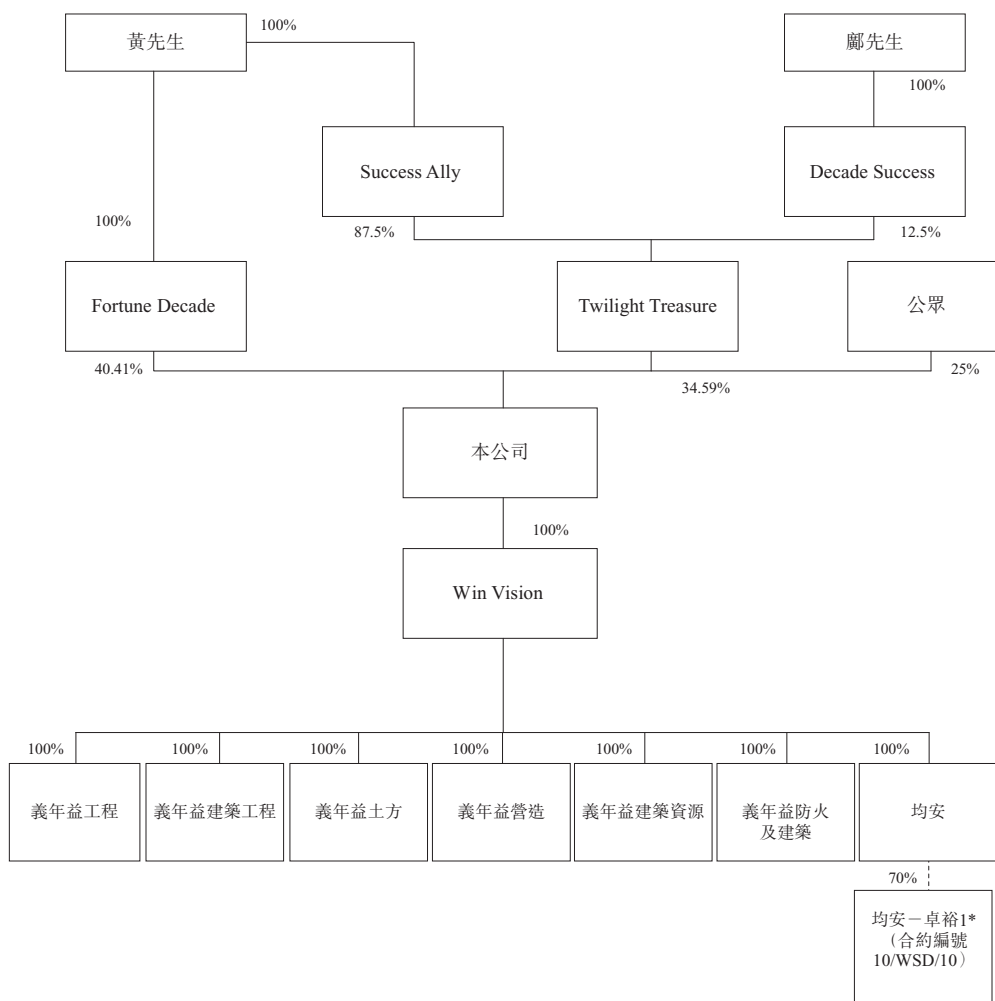 黃先生
100%
鄺先生
100%
Success Ally
Decade Success
100%
87.5%
12.5%
Fortune Decade
Twilight Treasure
公眾
40.41%
34.59%
25%
本公司
100%
Win Vision
100%
100%
100%
100%
100%
100%
100%
義年益工程
義年益建築工程
義年益土方
義年益營造
義年益建築資源
義年益防火
及建築
均安
70%
均安－卓裕1*
（合約編號
10/WSD/10）